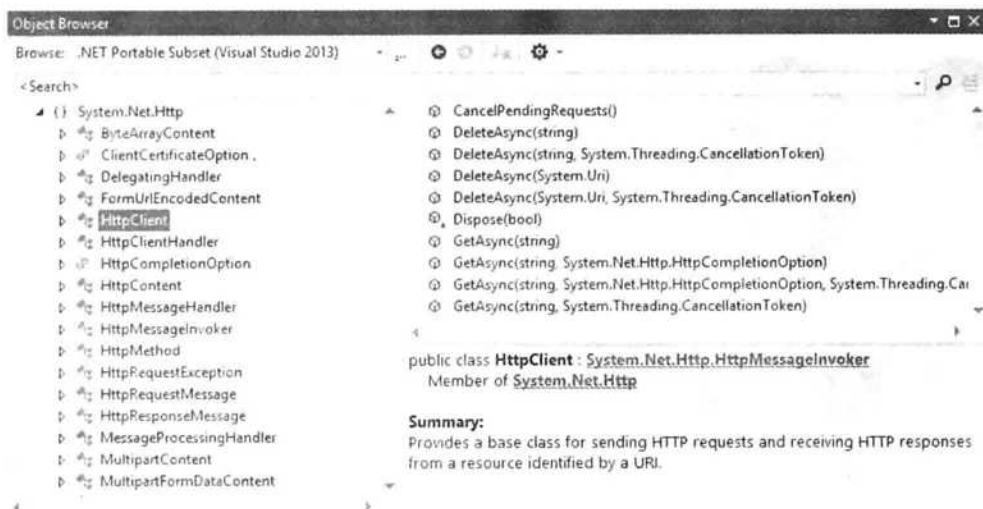 Object Browser
Browse: .NET Portable Subset (Visual Studio 2013)
<Search>
{} System.Net.Http
ByteArrayContent
ClientCertificateOption
DelegatingHandler
FormUrlEncodedContent
HttpClient
HttpClientHandler
HttpCompletionOption
HttpContent
HttpMessageHandler
HttpMessageInvoker
HttpMethod
HttpRequestException
HttpRequestMessage
HttpResponseMessage
MessageProcessingHandler
MultipartContent
MultipartFormDataContent
CancelPendingRequests()
DeleteAsync(string)
DeleteAsync(string, System.Threading.CancellationToken)
DeleteAsync(System.Uri)
DeleteAsync(System.Uri, System.Threading.CancellationToken)
Dispose(bool)
GetAsync(string)
GetAsync(string, System.Net.Http.HttpCompletionOption)
GetAsync(string, System.Net.Http.HttpCompletionOption, System.Threading.Ca
GetAsync(string, System.Threading.CancellationToken)
public class HttpClient : System.Net.Http.HttpMessageInvoker
Member of System.Net.Http
Summary:
Provides a base class for sending HTTP requests and receiving HTTP responses
from a resource identified by a URI.